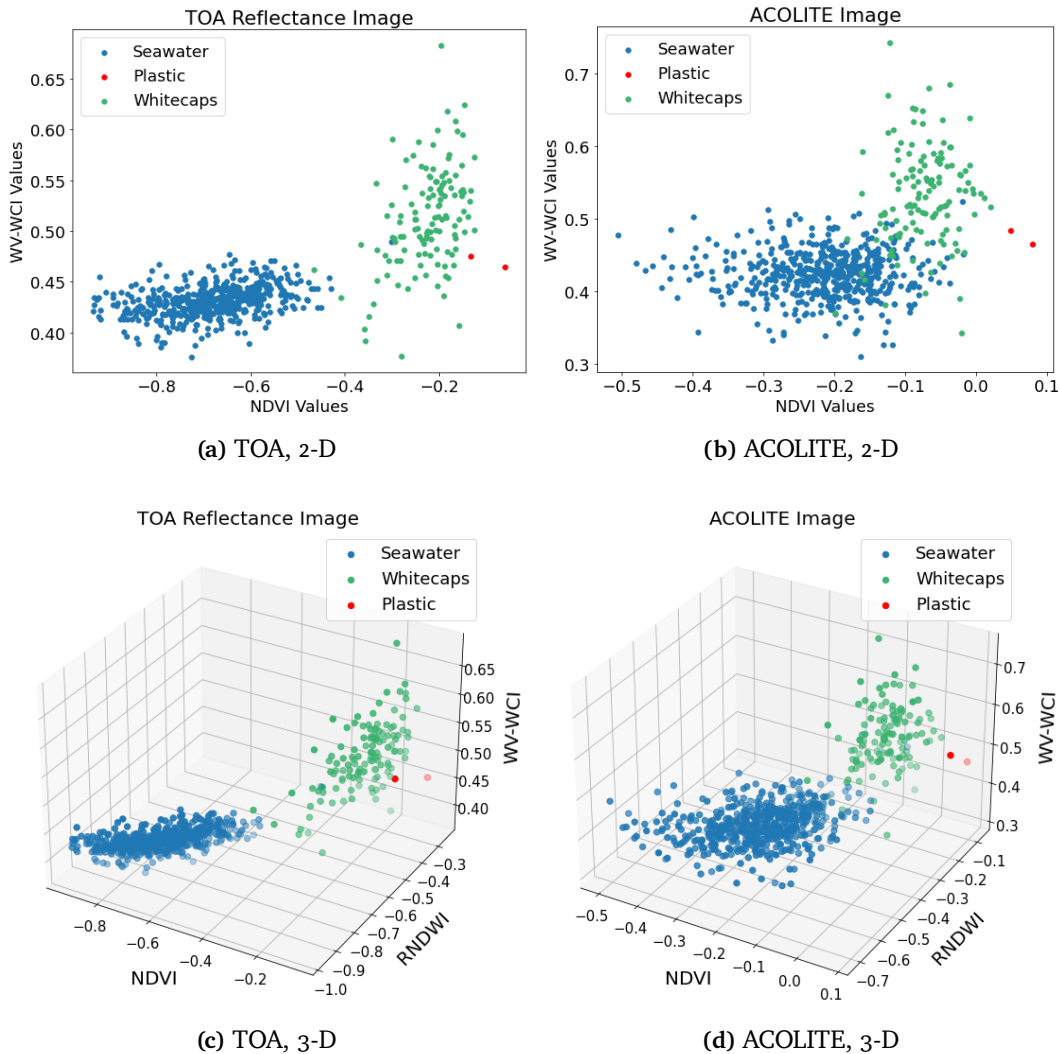 TOA Reflectance Image
Seawater
Plastic
Whitecaps
WV-WCI Values
0.65
0.60
0.55
0.50
0.45
0.40
−0.8 −0.6 −0.4 −0.2
NDVI Values
(a) TOA, 2-D
ACOLITE Image
Seawater
Plastic
Whitecaps
WV-WCI Values
0.7
0.6
0.5
0.4
0.3
−0.5 −0.4 −0.3 −0.2 −0.1 0.0 0.1
NDVI Values
(b) ACOLITE, 2-D
TOA Reflectance Image
Seawater
Whitecaps
Plastic
0.65
0.60
0.55
0.50
0.45
0.40
WV-WCI
−0.3
−0.4
−0.5
−0.6
−0.7
−0.8
−0.9
−1.0
RNDWI
−0.8
−0.6
−0.4
−0.2
NDVI
(c) TOA, 3-D
ACOLITE Image
Seawater
Whitecaps
Plastic
0.7
0.6
0.5
0.4
0.3
WV-WCI
−0.1
−0.2
−0.3
−0.4
−0.5
−0.6
−0.7
RNDWI
−0.5
−0.4
−0.3
−0.2
−0.1
0.0
0.1
NDVI
(d) ACOLITE, 3-D